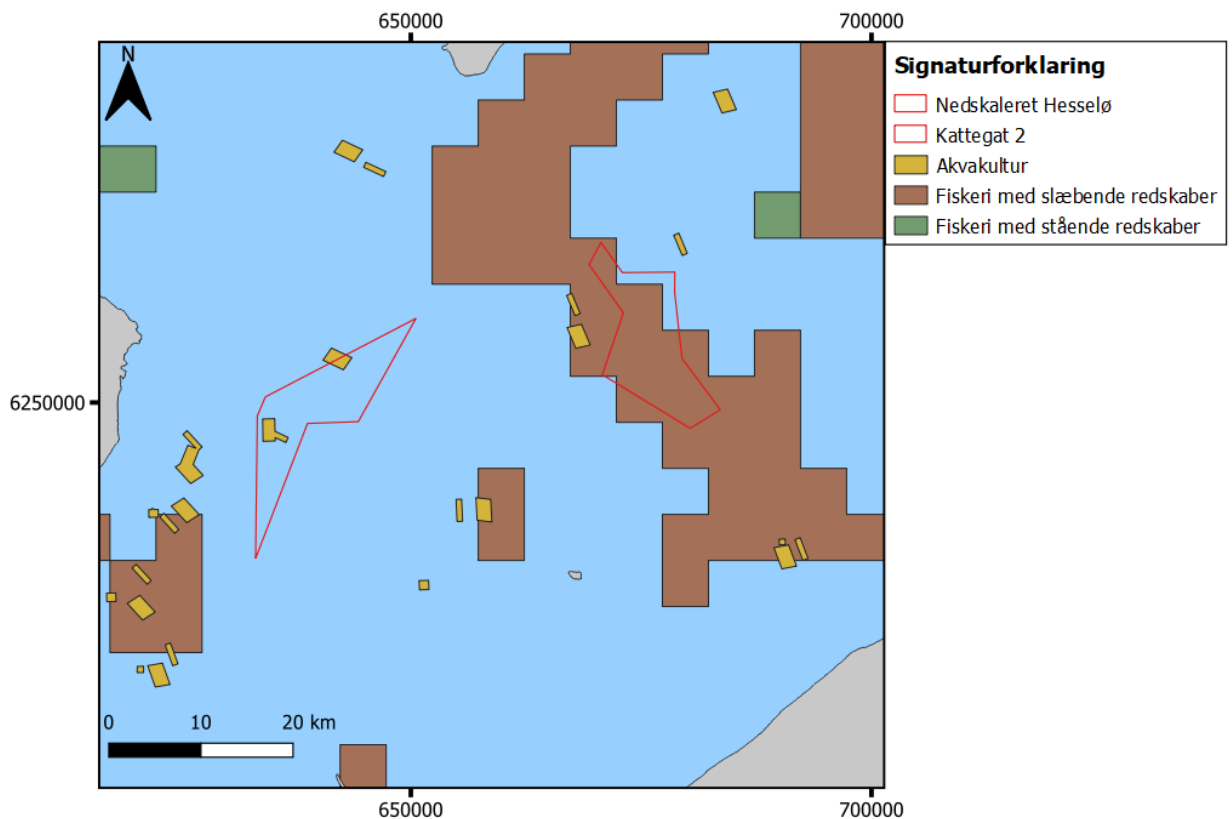 650000
700000
N
Signaturforklaring
Nedskaleret Hesselø
Kattegat 2
Akvakultur
Fiskeri med slæbende redskaber
Fiskeri med stående redskaber
6250000
0 10 20 km
650000
700000